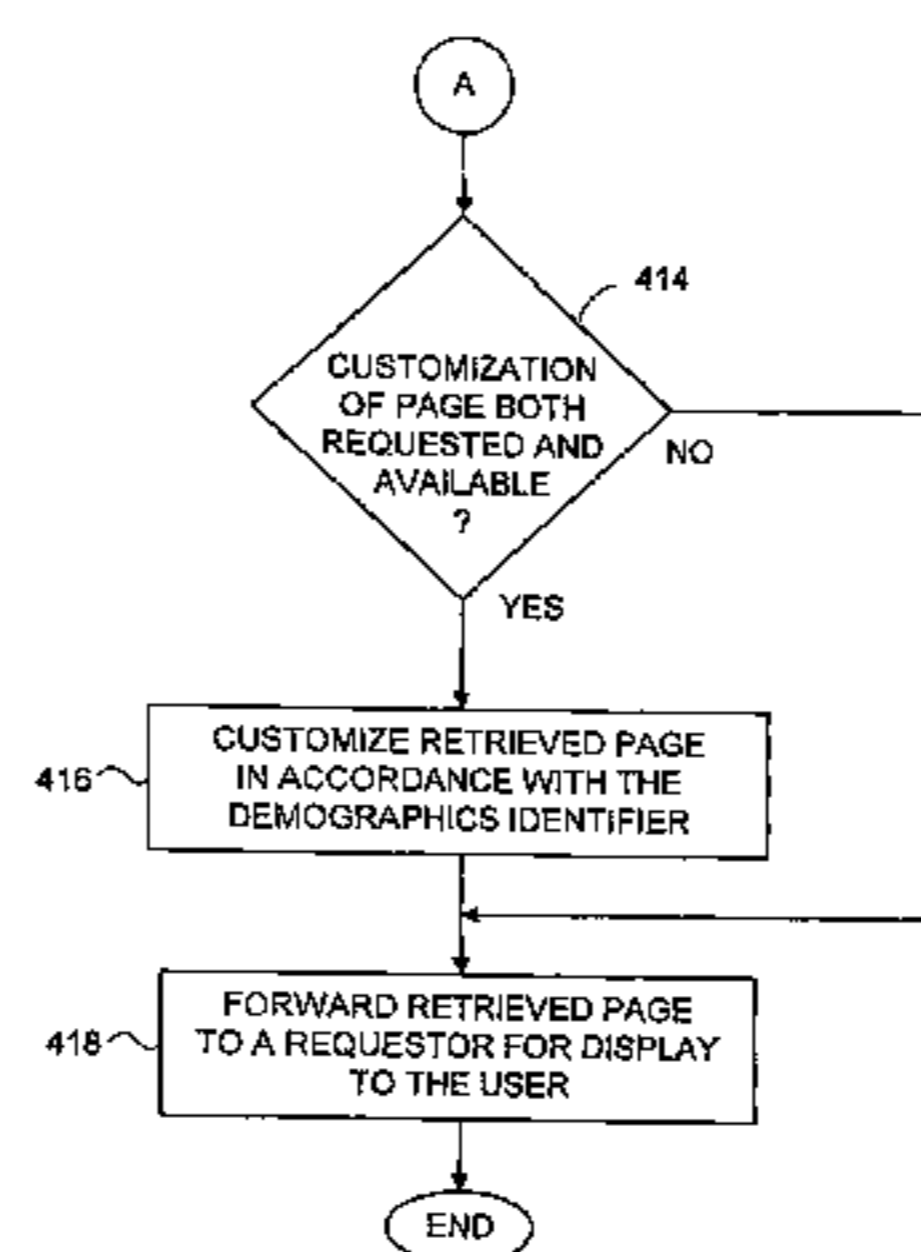 A
414
CUSTOMIZATION
OF PAGE BOTH
REQUESTED AND
AVAILABLE
?
NO
YES
416
CUSTOMIZE RETRIEVED PAGE
IN ACCORDANCE WITH THE
DEMOGRAPHICS IDENTIFIER
418
FORWARD RETRIEVED PAGE
TO A REQUESTOR FOR DISPLAY
TO THE USER
END